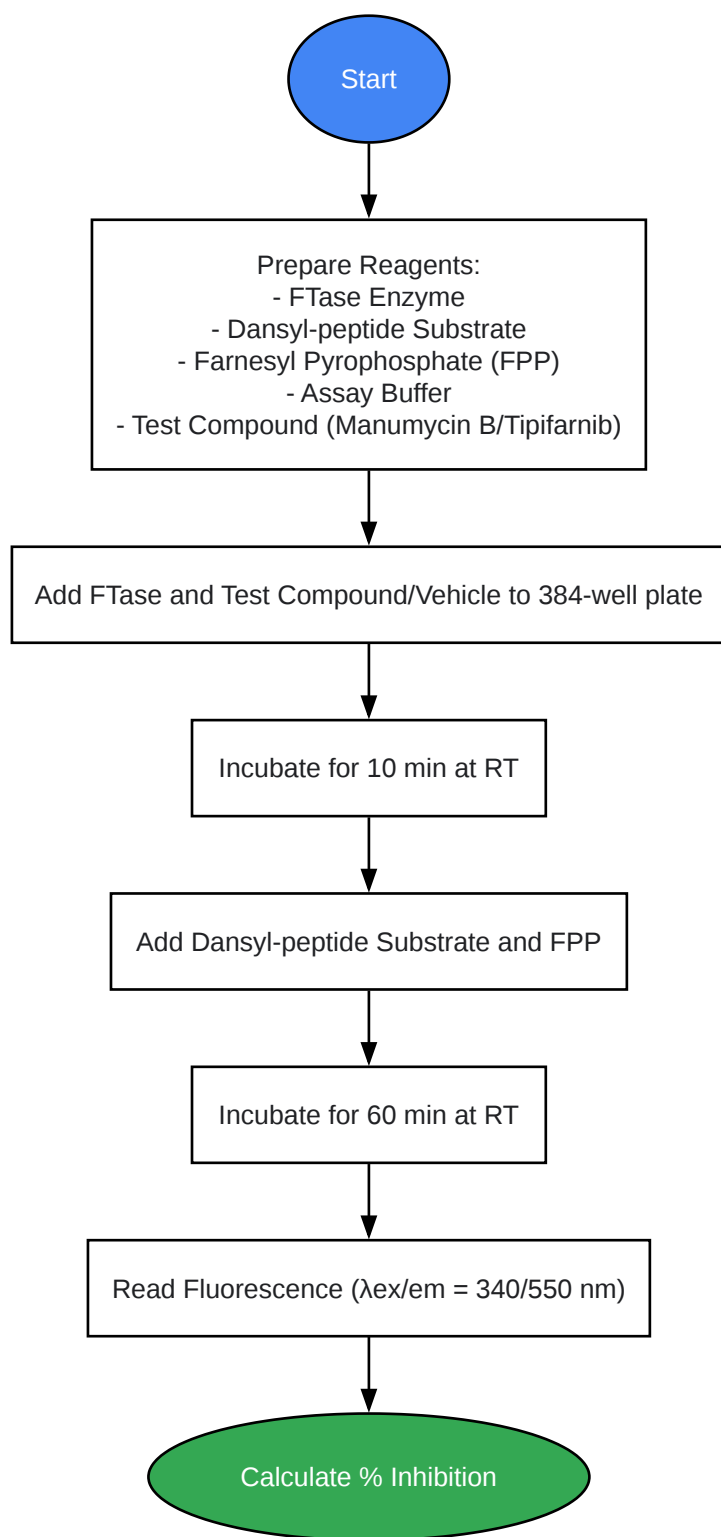 Start
Prepare Reagents:
- FTase Enzyme
- Dansyl-peptide Substrate
- Farnesyl Pyrophosphate (FPP)
- Assay Buffer
- Test Compound (Manumycin B/Tipifarnib)
Add FTase and Test Compound/Vehicle to 384-well plate
Incubate for 10 min at RT
Add Dansyl-peptide Substrate and FPP
Incubate for 60 min at RT
Read Fluorescence (λex/em = 340/550 nm)
Calculate % Inhibition